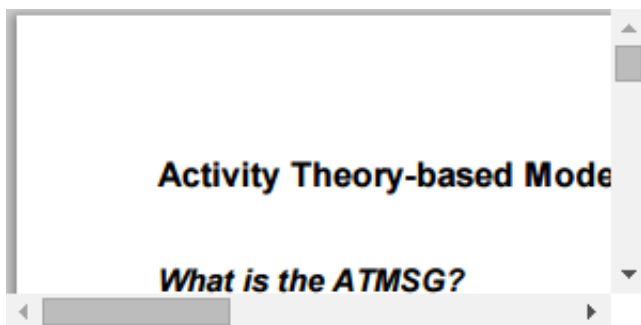 Activity Theory-based Mode
What is the ATMSG?